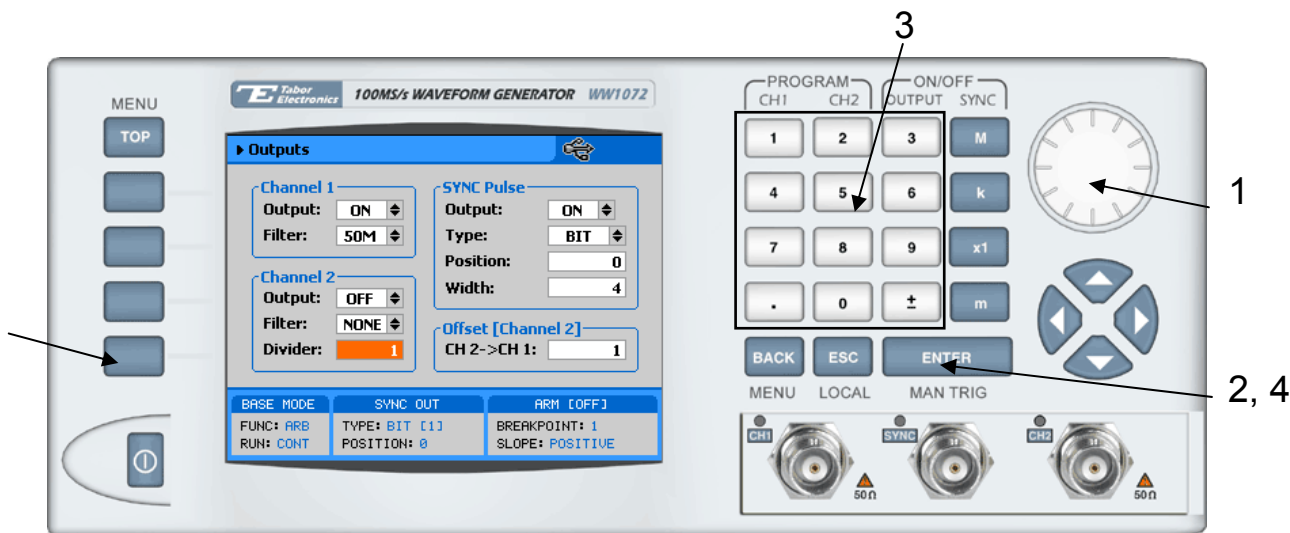 3
MENU
TOP
Tabor Electronics 100MS/s WAVEFORM GENERATOR WW1072
PROGRAM ON/OFF
CH1 CH2 OUTPUT SYNC
1 2 3 M
4 5 6 k
7 8 9 x1
. 0 ± m
1
Outputs
Channel 1
Output: ON
Filter: 50M
Channel 2
Output: OFF
Filter: NONE
Divider: 1
SYNC Pulse
Output: ON
Type: BIT
Position: 0
Width: 4
Offset [Channel 2]
CH 2->CH 1: 1
BASE MODE SYNC OUT ARM [OFF]
FUNC: ARB TYPE: BIT [1] BREAKPOINT: 1
RUN: CONT POSITION: 0 SLOPE: POSITIVE
BACK ESC ENTER
MENU LOCAL MAN TRIG
2, 4
CH1 SYNC CH2
50Ω 50Ω